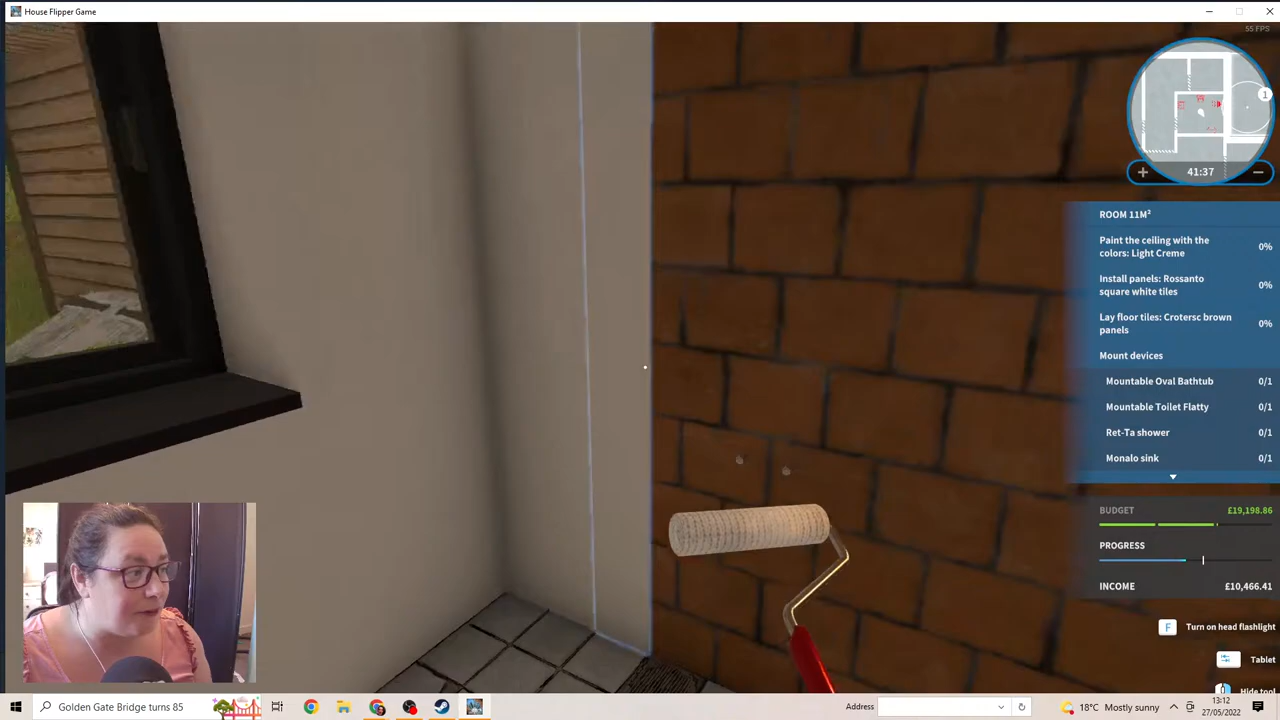 House Flipper Game
55 FPS
1
41:37
ROOM 11M²
Paint the ceiling with the
colors: Light Creme
0%
Install panels: Rossanto
square white tiles
0%
Lay floor tiles: Crotersc brown
panels
0%
Mount devices
Mountable Oval Bathtub 0/1
Mountable Toilet Flatty 0/1
Ret-Ta shower 0/1
Monalo sink 0/1
BUDGET £19,198.86
PROGRESS
INCOME £10,466.41
F Turn on head flashlight
Tablet
Hide tool
Golden Gate Bridge turns 85
Address
18°C Mostly sunny
13:12
27/05/2022